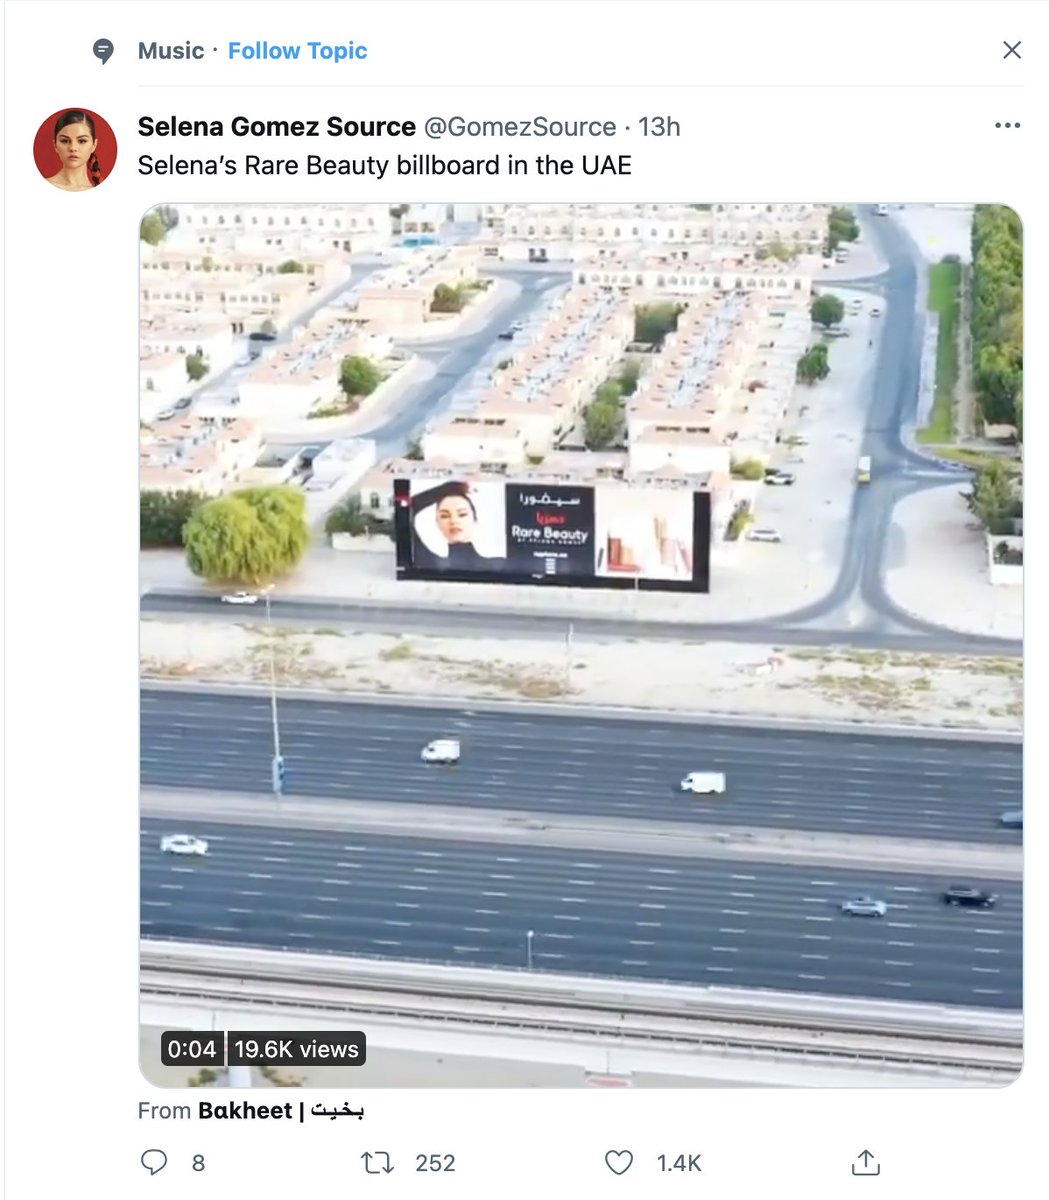 Music · Follow Topic
Selena Gomez Source @GomezSource · 13h
Selena's Rare Beauty billboard in the UAE
سيفورا
حصريا
Rare Beauty
BY SELENA GOMEZ
0:04 19.6K views
From Bakheet | بخيت
8 252 1.4K